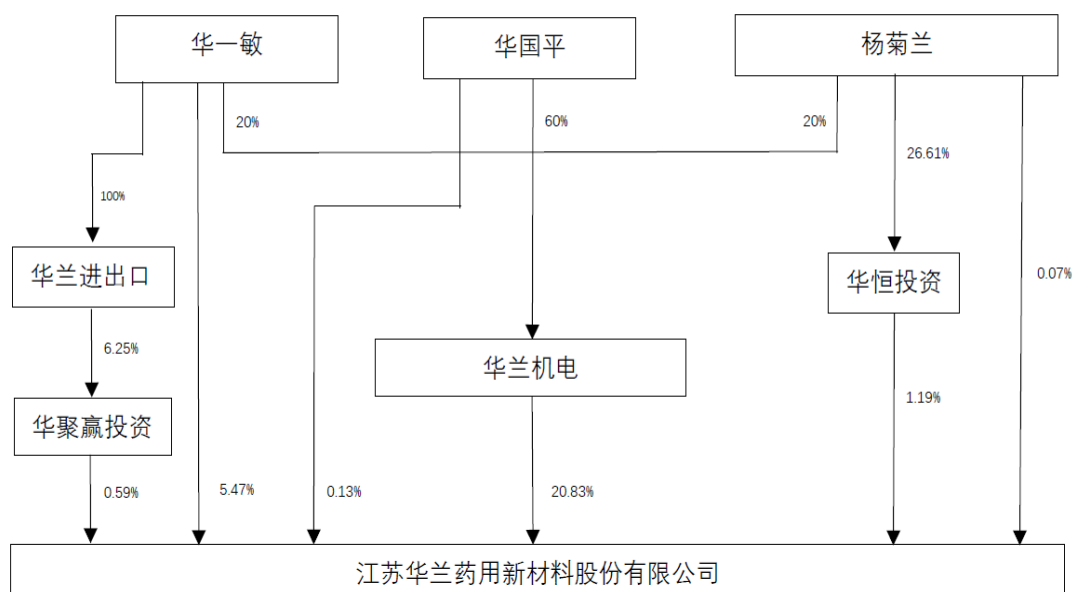 华一敏
华国平
杨菊兰
20%
60%
20%
26.61%
100%
华兰进出口
华恒投资
0.07%
6.25%
华兰机电
1.19%
华聚赢投资
0.59%
5.47%
0.13%
20.83%
江苏华兰药用新材料股份有限公司